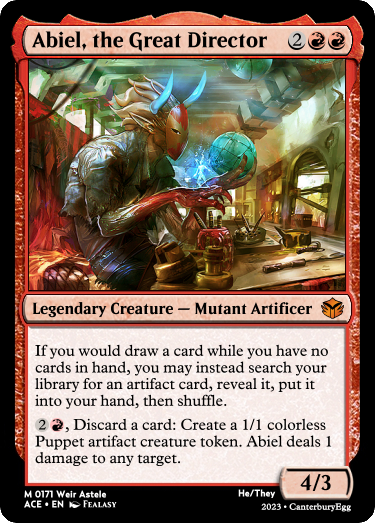 Abiel, the Great Director 2
Legendary Creature — Mutant Artificer
If you would draw a card while you have no
cards in hand, you may instead search your
library for an artifact card, reveal it, put it
into your hand, then shuffle.
2, Discard a card: Create a 1/1 colorless
Puppet artifact creature token. Abiel deals 1
damage to any target.
4/3
M 0171 Weir Astele He/They
ACE • EN Fealasy 2023 • CanterburyEgg